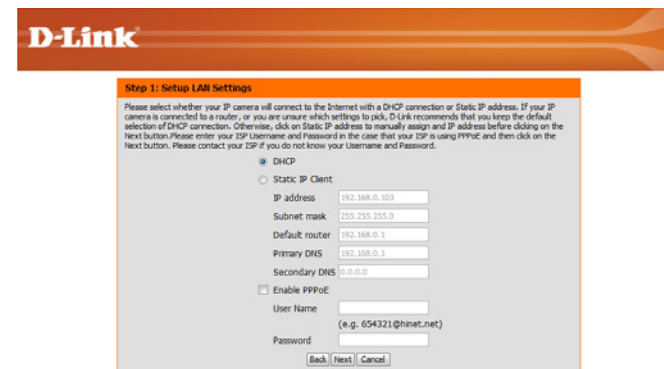 D-Link
Step 1: Setup LAN Settings
Please select whether your IP camera will connect to the Internet with a DHCP connection or Static IP address. If your IP
camera is connected to a router, or you are unsure which settings to pick, D-Link recommends that you keep the default
selection of DHCP connection. Otherwise, click on Static IP address to manually assign and IP address before clicking on the
Next button.Please enter your ISP Username and Password in the case that your ISP is using PPPoE and then click on the
Next button. Please contact your ISP if you do not know your Username and Password.
DHCP
Static IP Client
IP address 192.168.0.103
Subnet mask 255.255.255.0
Default router 192.168.0.1
Primary DNS 192.168.0.1
Secondary DNS 0.0.0.0
Enable PPPoE
User Name
(e.g. 654321@hinet.net)
Password
Back Next Cancel